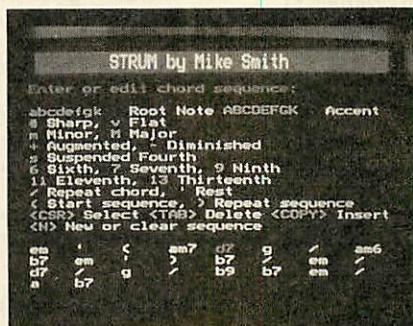 STRUM by Mike Smith
Enter or edit chord sequence:
abcdefgk Root Note ABCDEFGK Accent
Sharp, v Flat
m Minor, M Major
+ Augmented, - Diminished
s Suspended Fourth
6 Sixth, 7 Seventh, 9 Ninth
11 Eleventh, 13 Thirteenth
/ Repeat chord, Rest
( Start sequence, ) Repeat sequence
<CSR> Select <TAB> Delete <COPY> Insert
<N> New or clear sequence
em ' ( am7 d7 g / am6
b7 em ' ) b7 / em /
d7 / g / b9 b7 em /
a b7